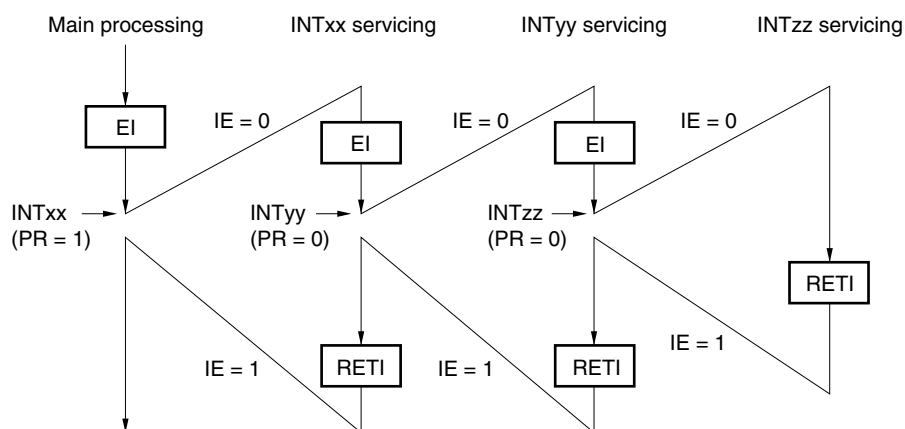 Main processing
INTxx servicing
INTyy servicing
INTzz servicing
EI
IE = 0
EI
IE = 0
EI
IE = 0
INTxx
(PR = 1)
INTyy
(PR = 0)
INTzz
(PR = 0)
RETI
IE = 1
RETI
IE = 1
RETI
IE = 1